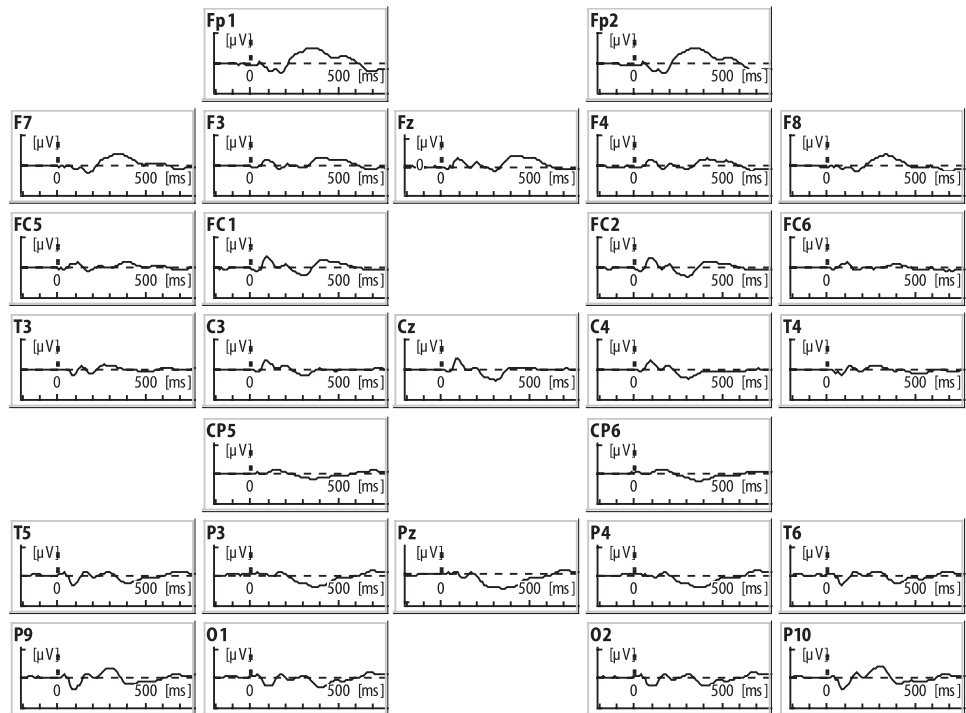 Fp1 Fp2
[µV] [µV]
0 500 [ms] 0 500 [ms]
F7 F3 Fz F4 F8
[µV] [µV] [µV] [µV] [µV]
0
0 500 [ms] 0 500 [ms] 0 500 [ms] 0 500 [ms] 0 500 [ms]
FC5 FC1 FC2 FC6
[µV] [µV] [µV] [µV]
0 500 [ms] 0 500 [ms] 0 500 [ms] 0 500 [ms]
T3 C3 Cz C4 T4
[µV] [µV] [µV] [µV] [µV]
0 500 [ms] 0 500 [ms] 0 500 [ms] 0 500 [ms] 0 500 [ms]
CP5 CP6
[µV] [µV]
0 500 [ms] 0 500 [ms]
T5 P3 Pz P4 T6
[µV] [µV] [µV] [µV] [µV]
0 500 [ms] 0 500 [ms] 0 500 [ms] 0 500 [ms] 0 500 [ms]
P9 O1 O2 P10
[µV] [µV] [µV] [µV]
0 500 [ms] 0 500 [ms] 0 500 [ms] 0 500 [ms]